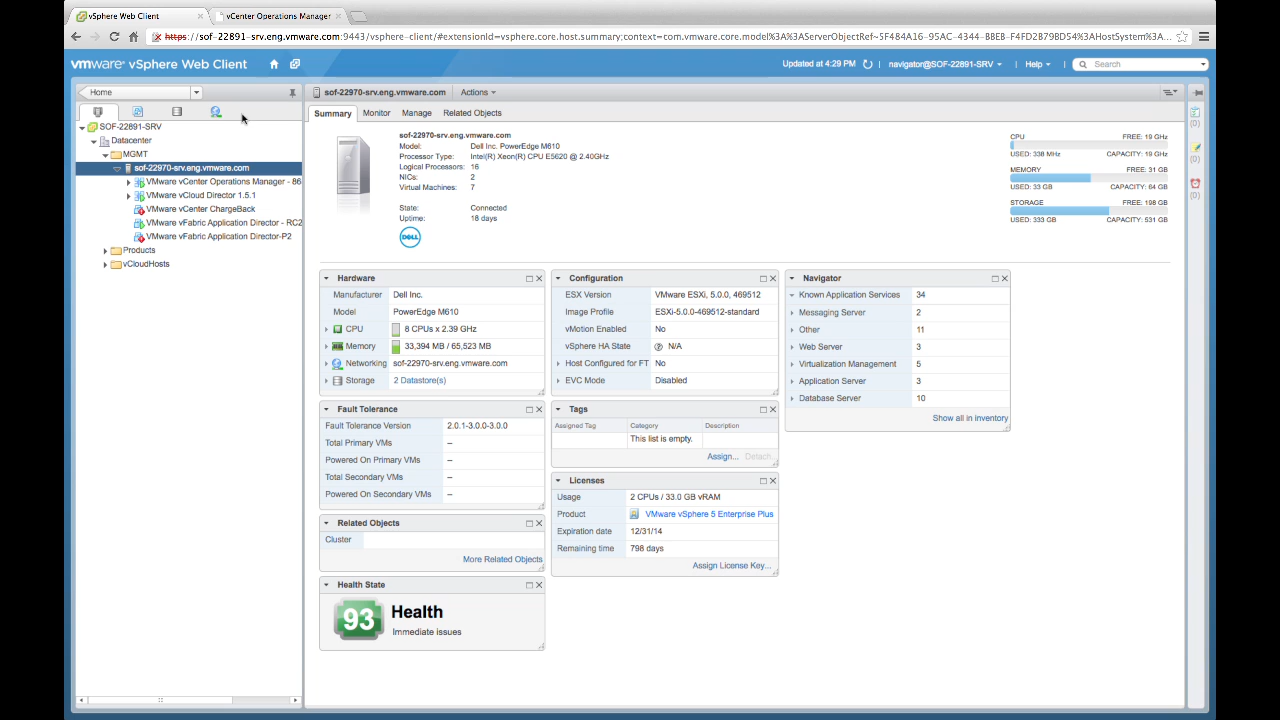 vSphere Web Client
vCenter Operations Manager
https://sof-22891-srv.eng.vmware.com:9443/vsphere-client/#extensionId=vsphere.core.host.summary;context=com.vmware.core.model%3A%3AServerObjectRef~5F484A16-95AC-4344-BBEB-F4FD2B79BD54%3AHostSystem%3A...
vmware vSphere Web Client
Updated at 4:29 PM
navigator@SOF-22891-SRV
Help
Search
Home
sof-22970-srv.eng.vmware.com
Actions
Summary
Monitor
Manage
Related Objects
SOF-22891-SRV
Datacenter
MGMT
sof-22970-srv.eng.vmware.com
VMware vCenter Operations Manager - 86
VMware vCloud Director 1.5.1
VMware vCenter ChargeBack
VMware vFabric Application Director - RC2
VMware vFabric Application Director-P2
Products
vCloudHosts
sof-22970-srv.eng.vmware.com
Model: Dell Inc. PowerEdge M610
Processor Type: Intel(R) Xeon(R) CPU E5620 @ 2.40GHz
Logical Processors: 16
NICs: 2
Virtual Machines: 7
State: Connected
Uptime: 18 days
DELL
CPU FREE: 19 GHz
USED: 338 MHz CAPACITY: 19 GHz
MEMORY FREE: 31 GB
USED: 33 GB CAPACITY: 64 GB
STORAGE FREE: 198 GB
USED: 333 GB CAPACITY: 531 GB
(0)
(0)
(0)
Hardware
Manufacturer Dell Inc.
Model PowerEdge M610
CPU 8 CPUs x 2.39 GHz
Memory 33,394 MB / 65,523 MB
Networking sof-22970-srv.eng.vmware.com
Storage 2 Datastore(s)
Fault Tolerance
Fault Tolerance Version 2.0.1-3.0.0-3.0.0
Total Primary VMs –
Powered On Primary VMs –
Total Secondary VMs –
Powered On Secondary VMs –
Related Objects
Cluster
More Related Objects
Health State
93 Health
Immediate issues
Configuration
ESX Version VMware ESXi, 5.0.0, 469512
Image Profile ESXi-5.0.0-469512-standard
vMotion Enabled No
vSphere HA State N/A
Host Configured for FT No
EVC Mode Disabled
Tags
Assigned Tag Category Description
This list is empty.
Assign... Detach...
Licenses
Usage 2 CPUs / 33.0 GB vRAM
Product VMware vSphere 5 Enterprise Plus
Expiration date 12/31/14
Remaining time 798 days
Assign License Key...
Navigator
Known Application Services 34
Messaging Server 2
Other 11
Web Server 3
Virtualization Management 5
Application Server 3
Database Server 10
Show all in inventory